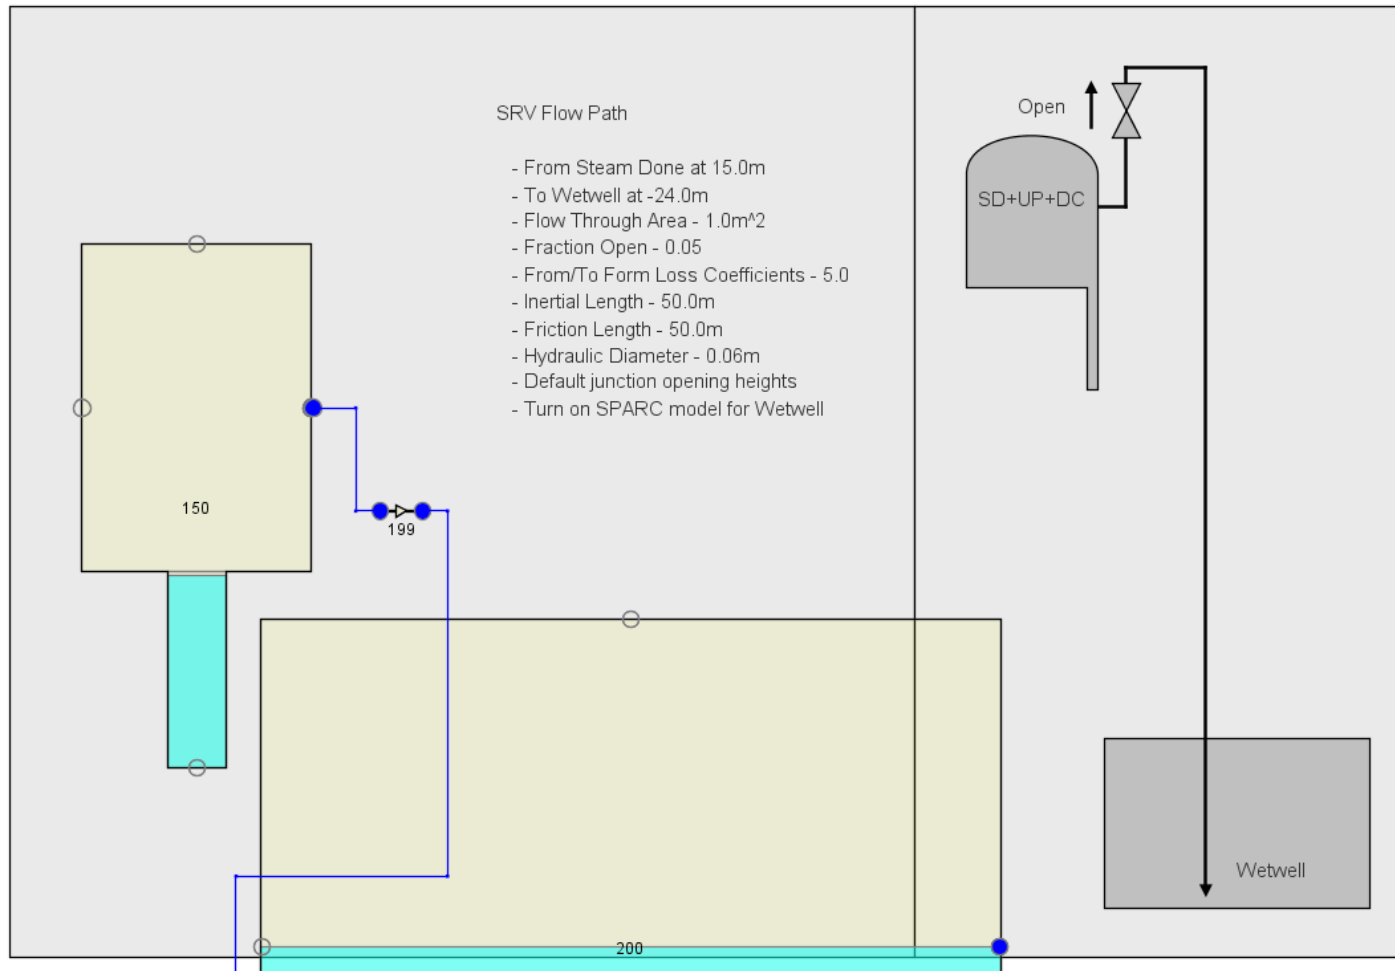 SRV Flow Path
- From Steam Done at 15.0m
- To Wetwell at -24.0m
- Flow Through Area - 1.0m^2
- Fraction Open - 0.05
- From/To Form Loss Coefficients - 5.0
- Inertial Length - 50.0m
- Friction Length - 50.0m
- Hydraulic Diameter - 0.06m
- Default junction opening heights
- Turn on SPARC model for Wetwell
Open
SD+UP+DC
150
199
Wetwell
200